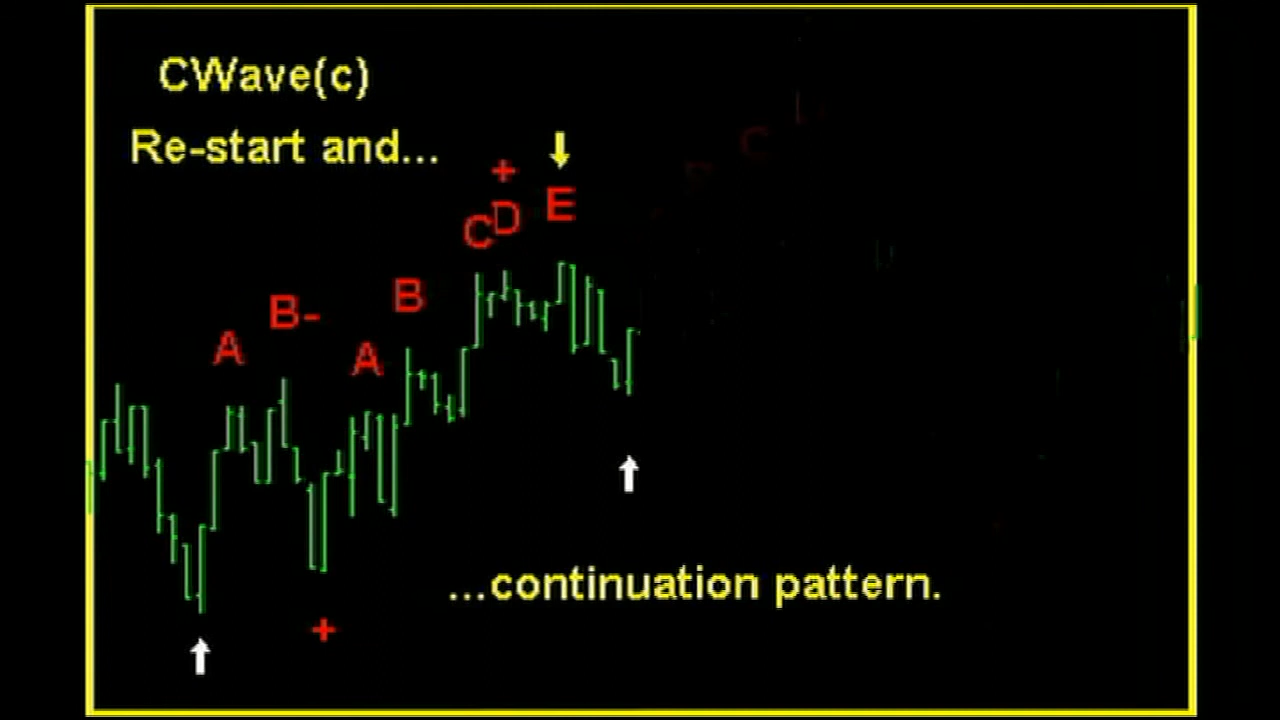 CWave(c)
Re-start and...
+
C D E
B- B
A A
...continuation pattern.
+